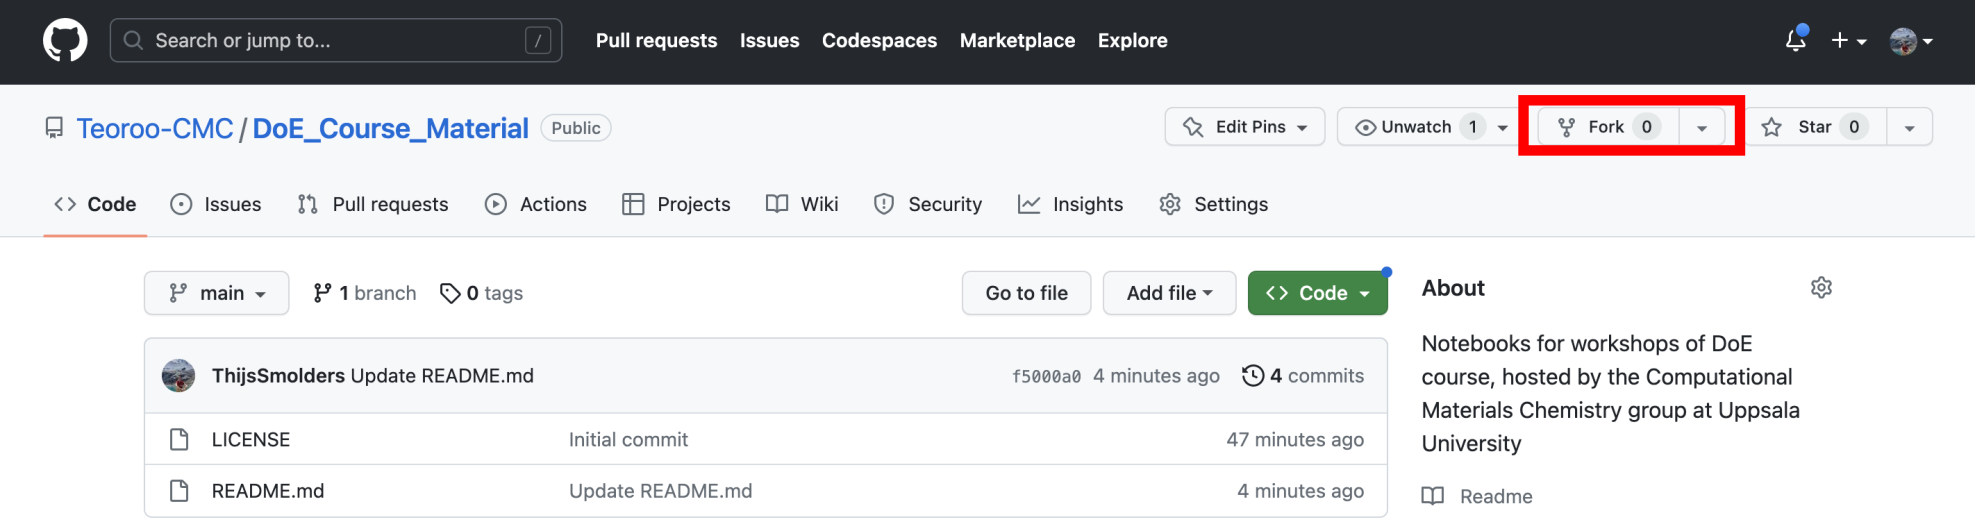 Search or jump to... / Pull requests Issues Codespaces Marketplace Explore
Teoroo-CMC / DoE_Course_Material Public Edit Pins Unwatch 1 Fork 0 Star 0
<> Code Issues Pull requests Actions Projects Wiki Security Insights Settings
main 1 branch 0 tags Go to file Add file <> Code
About
Notebooks for workshops of DoE
course, hosted by the Computational
Materials Chemistry group at Uppsala
University
Readme
ThijsSmolders Update README.md f5000a0 4 minutes ago 4 commits
LICENSE Initial commit 47 minutes ago
README.md Update README.md 4 minutes ago